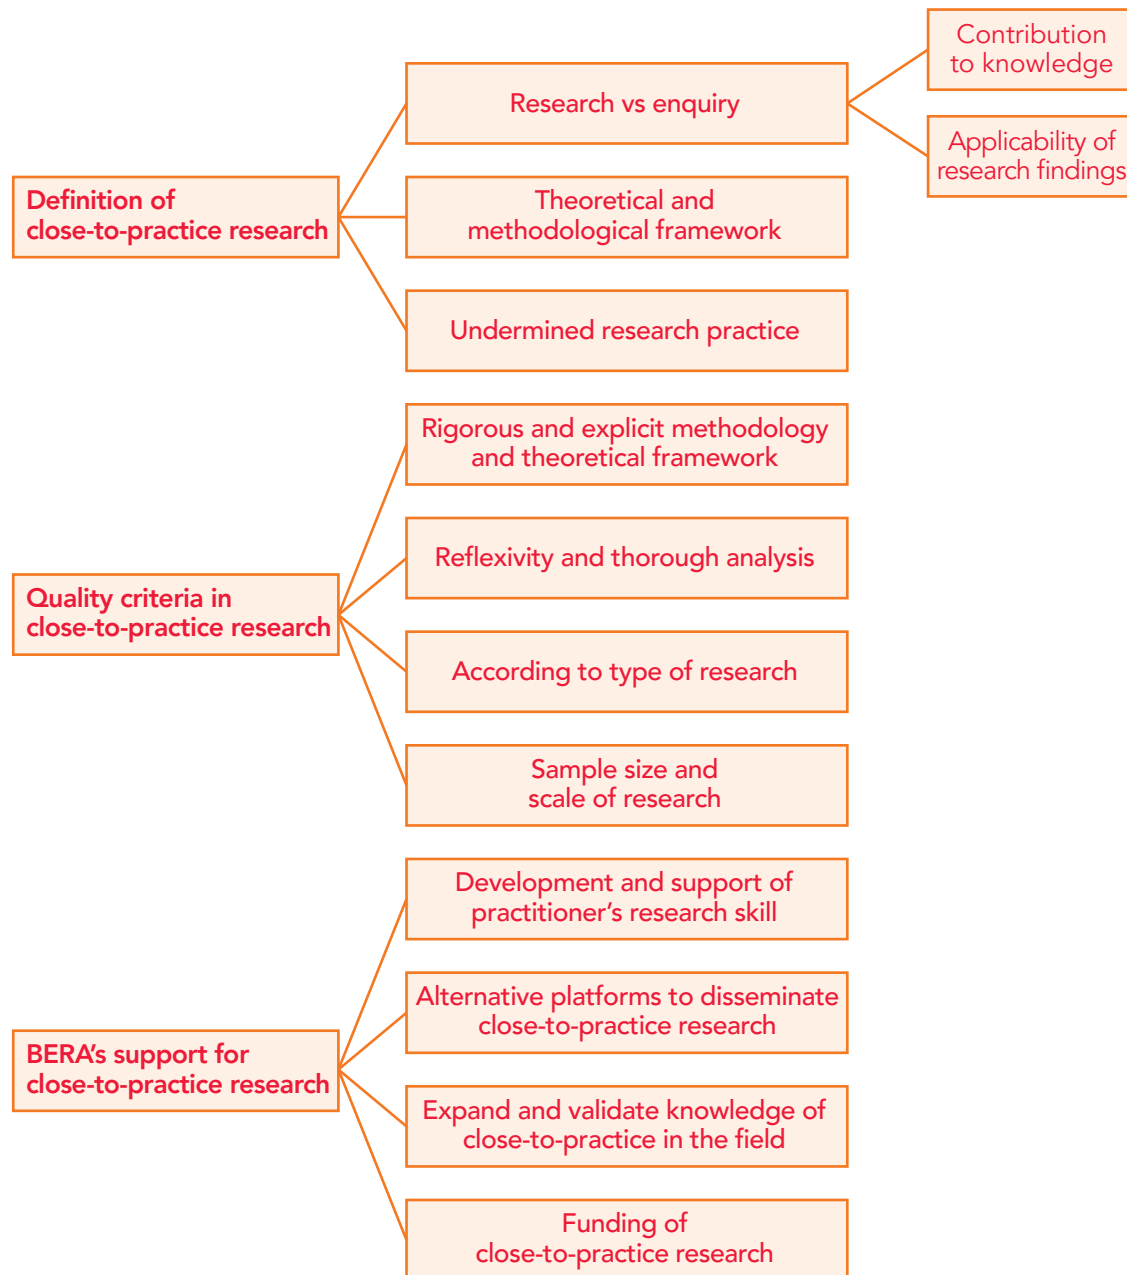 Definition of
close-to-practice research
Research vs enquiry
Contribution
to knowledge
Applicability of
research findings
Theoretical and
methodological framework
Undermined research practice
Quality criteria in
close-to-practice research
Rigorous and explicit methodology
and theoretical framework
Reflexivity and thorough analysis
According to type of research
Sample size and
scale of research
BERA’s support for
close-to-practice research
Development and support of
practitioner’s research skill
Alternative platforms to disseminate
close-to-practice research
Expand and validate knowledge of
close-to-practice in the field
Funding of
close-to-practice research